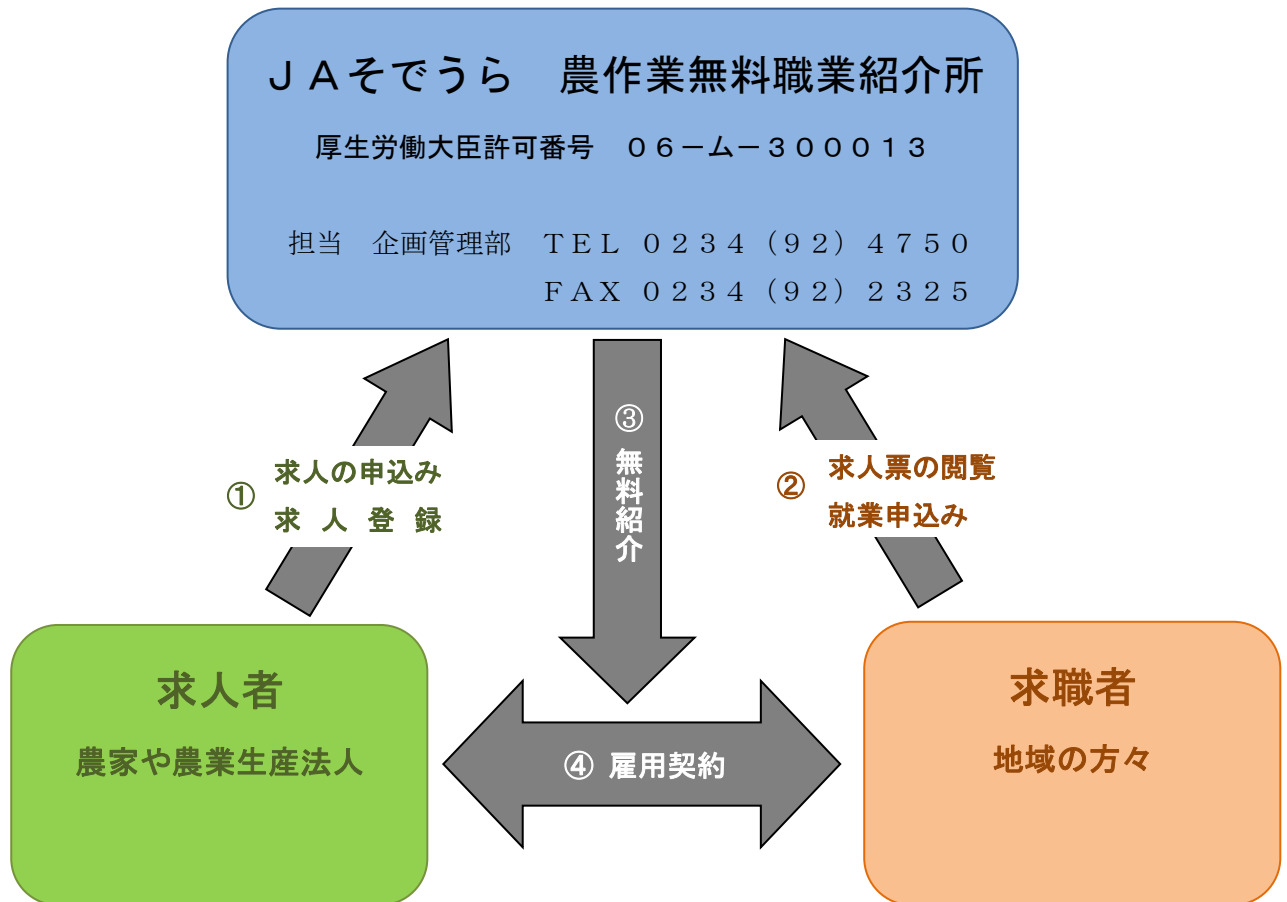 ＪＡそでうら　農作業無料職業紹介所
厚生労働大臣許可番号　０６－ム－３０００１３
担当　企画管理部　ＴＥＬ ０２３４（９２）４７５０
ＦＡＸ ０２３４（９２）２３２５
① 求人の申込み
求　人　登　録
③ 無料紹介
② 求人票の閲覧
就業申込み
求人者
農家や農業生産法人
④ 雇用契約
求職者
地域の方々